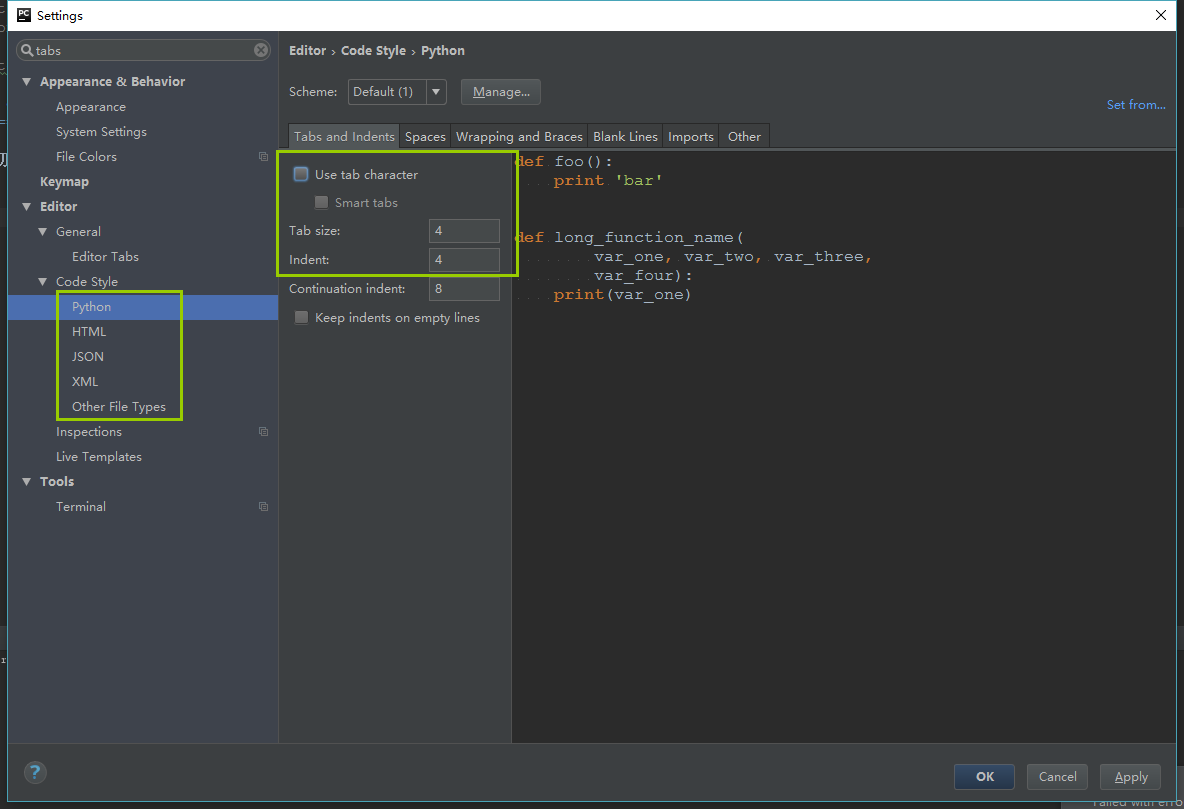 PC Settings
tabs
Appearance & Behavior
Appearance
System Settings
File Colors
Keymap
Editor
General
Editor Tabs
Code Style
Python
HTML
JSON
XML
Other File Types
Inspections
Live Templates
Tools
Terminal
Editor › Code Style › Python
Scheme: Default (1) Manage...
Set from...
Tabs and Indents Spaces Wrapping and Braces Blank Lines Imports Other
Use tab character
Smart tabs
Tab size: 4
Indent: 4
Continuation indent: 8
Keep indents on empty lines
def foo():
print 'bar'
def long_function_name(
var_one, var_two, var_three,
var_four):
print(var_one)
?
OK Cancel Apply